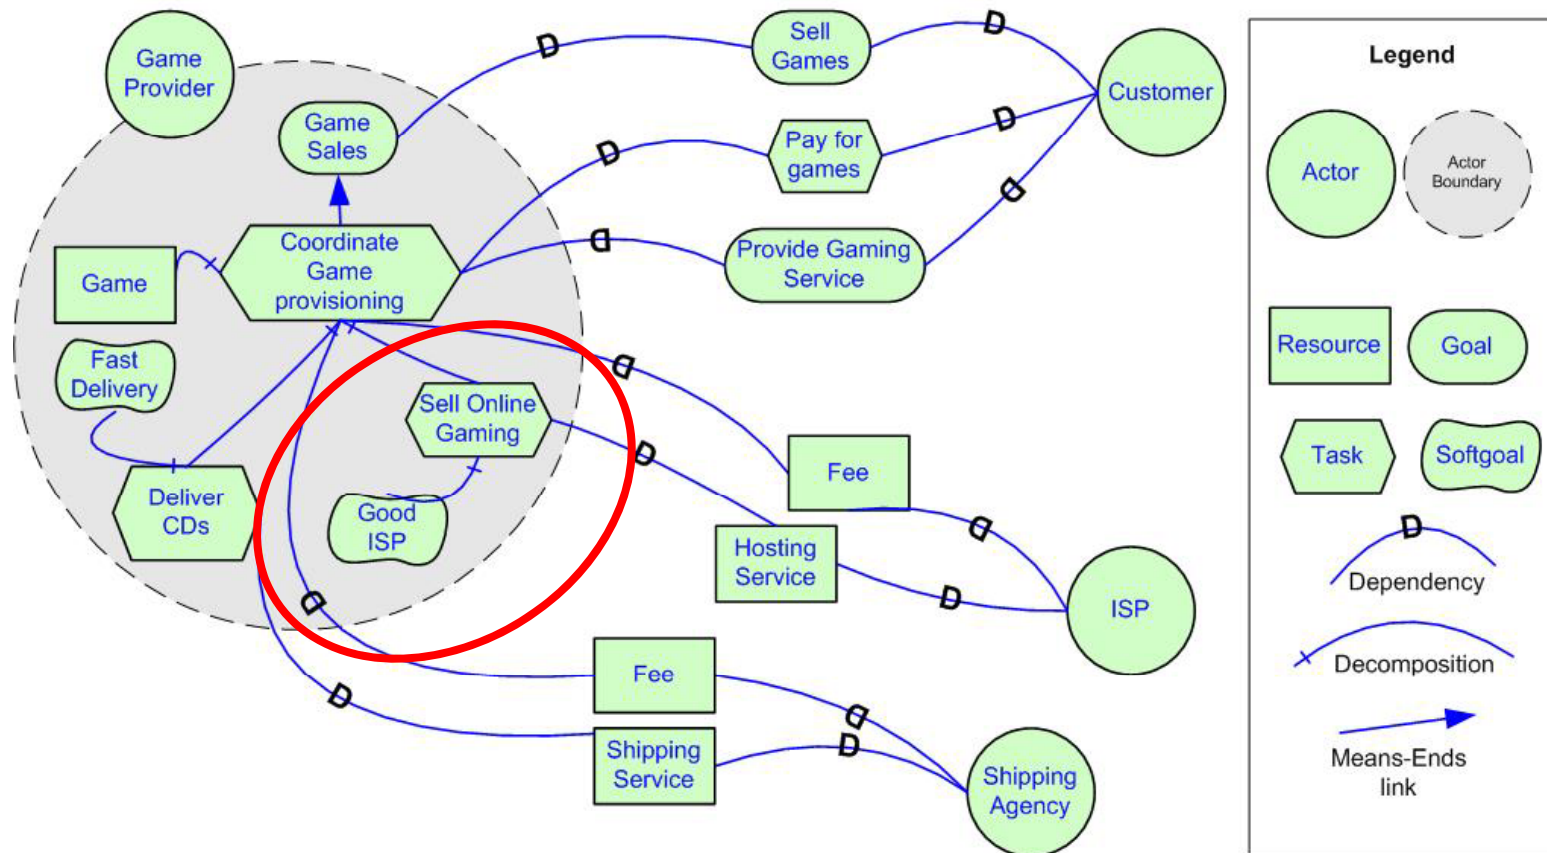 Game
Provider
Game
Sales
D
Sell
Games
D
Customer
D
Pay for
games
D
D
Provide Gaming
Service
D
Coordinate
Game
provisioning
Game
Fast
Delivery
Sell Online
Gaming
Deliver
CDs
Good
ISP
D
Fee
D
D
Hosting
Service
D
ISP
D
Fee
D
D
Shipping
Service
D
Shipping
Agency
Legend
Actor
Actor
Boundary
Resource
Goal
Task
Softgoal
D
Dependency
Decomposition
Means-Ends
link